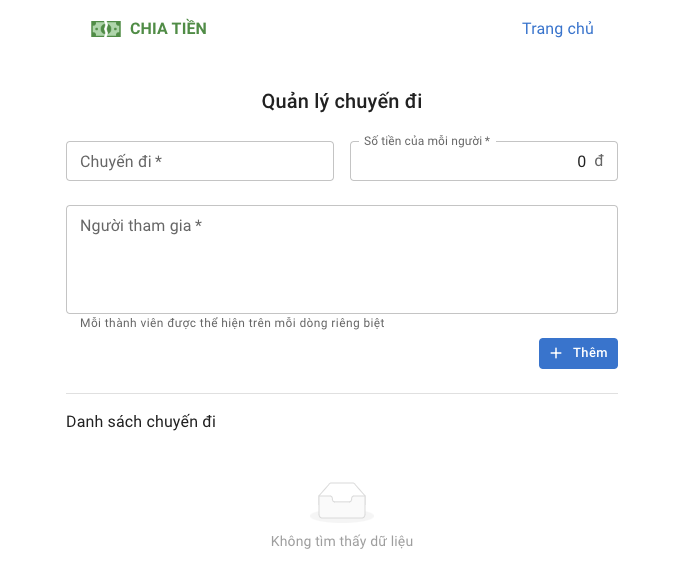 CHIA TIỀN
Trang chủ
Quản lý chuyến đi
Chuyến đi *
Số tiền của mỗi người *
0 đ
Người tham gia *
Mỗi thành viên được thể hiện trên mỗi dòng riêng biệt
+ Thêm
Danh sách chuyến đi
Không tìm thấy dữ liệu